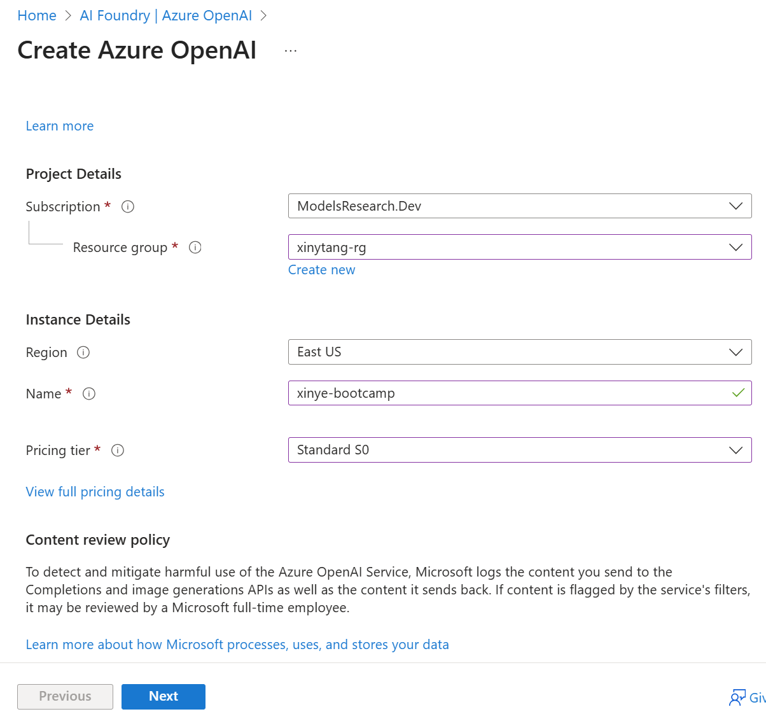 Home > AI Foundry | Azure OpenAI >
Create Azure OpenAI ...
Learn more
Project Details
Subscription * ModelsResearch.Dev
Resource group * xinytang-rg
Create new
Instance Details
Region East US
Name * xinye-bootcamp
Pricing tier * Standard S0
View full pricing details
Content review policy
To detect and mitigate harmful use of the Azure OpenAI Service, Microsoft logs the content you send to the
Completions and image generations APIs as well as the content it sends back. If content is flagged by the service's filters,
it may be reviewed by a Microsoft full-time employee.
Learn more about how Microsoft processes, uses, and stores your data
Previous Next Giv